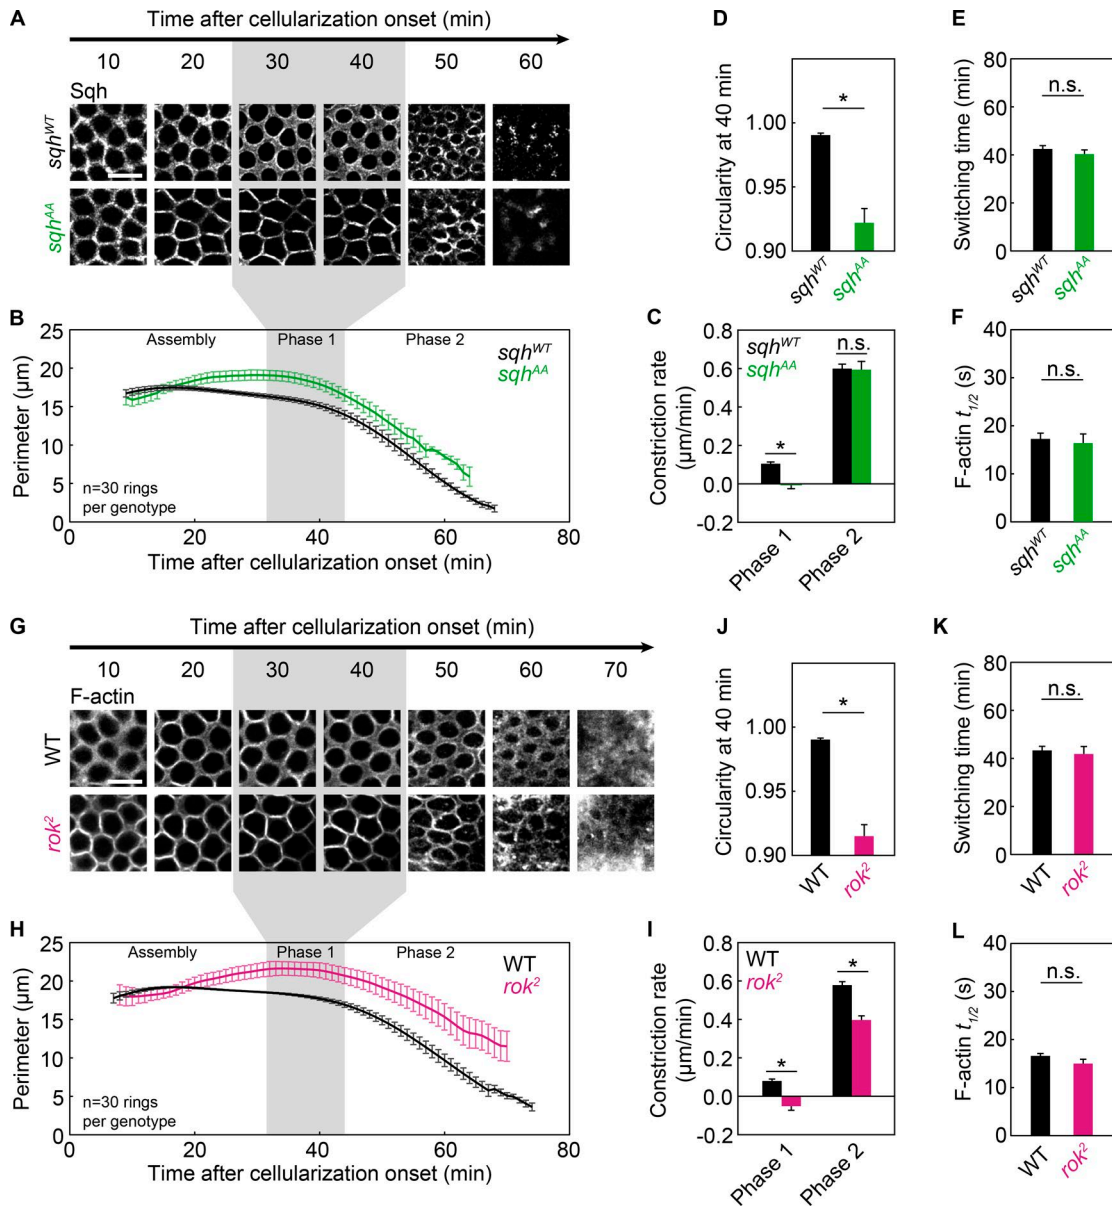 A
Time after cellularization onset (min)
10 20 30 40 50 60
Sqh
sqhWT
sqhAA
B
Assembly Phase 1 Phase 2
sqhWT
sqhAA
n=30 rings
per genotype
Perimeter (μm)
25
20
15
10
5
0
0 20 40 60 80
Time after cellularization onset (min)
C
sqhWT
sqhAA
n.s.
*
Constriction rate
(μm/min)
0.8
0.6
0.4
0.2
0.0
-0.2
Phase 1
Phase 2
D
Circularity at 40 min
1.00
0.95
0.90
*
sqhWT
sqhAA
E
Switching time (min)
80
60
40
20
0
n.s.
sqhWT
sqhAA
F
F-actin t1/2 (s)
40
30
20
10
0
n.s.
sqhWT
sqhAA
G
Time after cellularization onset (min)
10 20 30 40 50 60 70
F-actin
WT
rok2
H
Assembly Phase 1 Phase 2
WT
rok2
n=30 rings
per genotype
Perimeter (μm)
25
20
15
10
5
0
0 20 40 60 80
Time after cellularization onset (min)
I
WT
rok2
*
*
Constriction rate
(μm/min)
0.8
0.6
0.4
0.2
0.0
-0.2
Phase 1
Phase 2
J
Circularity at 40 min
1.00
0.95
0.90
*
WT
rok2
K
Switching time (min)
80
60
40
20
0
n.s.
WT
rok2
L
F-actin t1/2 (s)
40
30
20
10
0
n.s.
WT
rok2